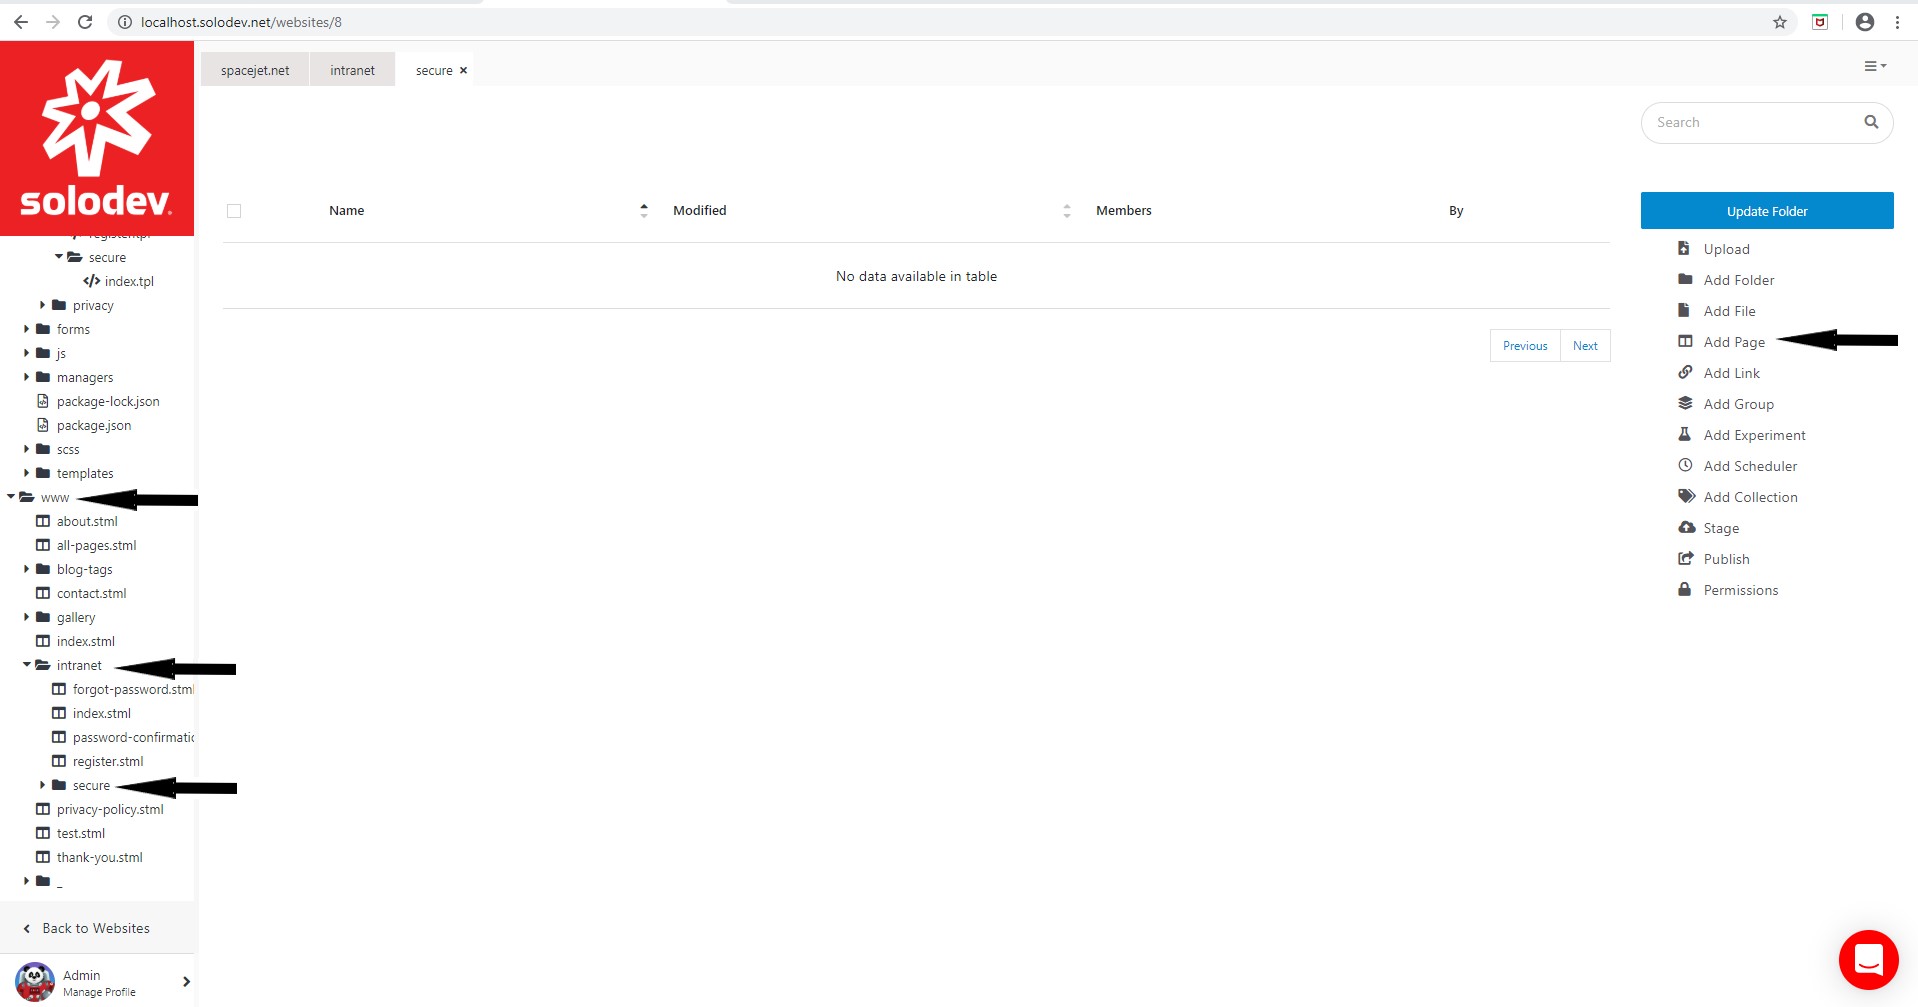 localhost.solodev.net/websites/8
solodev
spacejet.net
intranet
secure ×
Search
Name
Modified
Members
By
No data available in table
Previous
Next
Update Folder
Upload
Add Folder
Add File
Add Page
Add Link
Add Group
Add Experiment
Add Scheduler
Add Collection
Stage
Publish
Permissions
secure
index.tpl
privacy
forms
js
managers
package-lock.json
package.json
scss
templates
www
about.stml
all-pages.stml
blog-tags
contact.stml
gallery
index.stml
intranet
forgot-password.stml
index.stml
password-confirmatic
register.stml
secure
privacy-policy.stml
test.stml
thank-you.stml
_
Back to Websites
Admin
Manage Profile